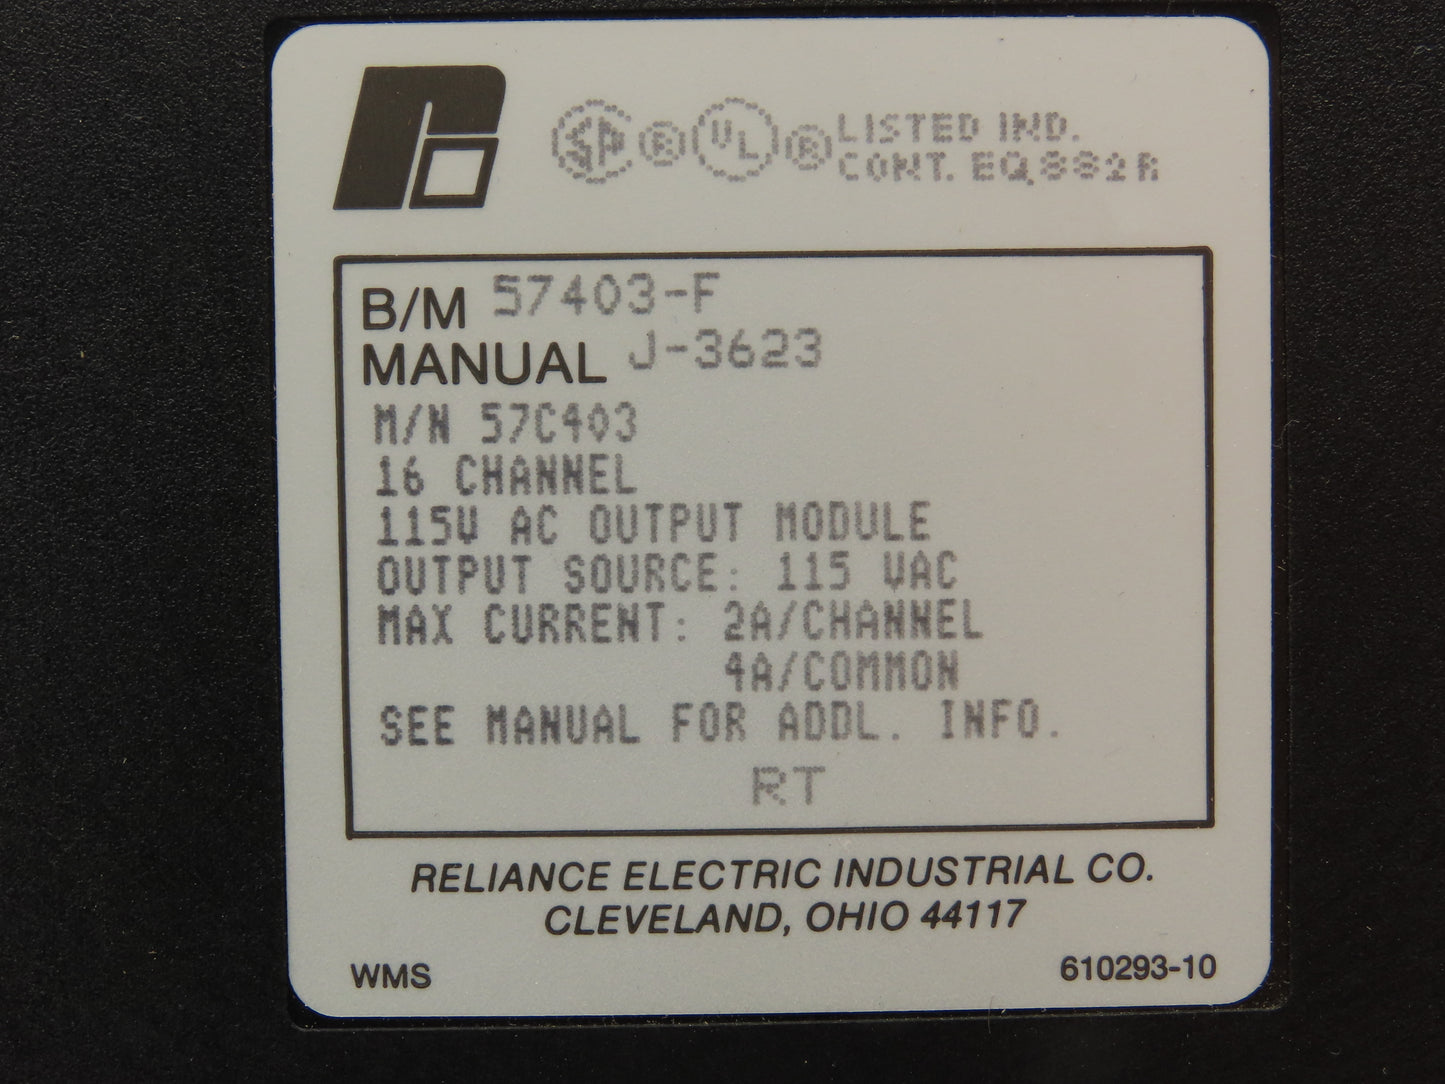 SA ® UL ® LISTED IND.
CONT. EQ 882R
B/M 57403-F
MANUAL J-3623
M/N 57C403
16 CHANNEL
115V AC OUTPUT MODULE
OUTPUT SOURCE: 115 VAC
MAX CURRENT: 2A/CHANNEL
4A/COMMON
SEE MANUAL FOR ADDL. INFO.
RT
RELIANCE ELECTRIC INDUSTRIAL CO.
CLEVELAND, OHIO 44117
WMS 610293-10